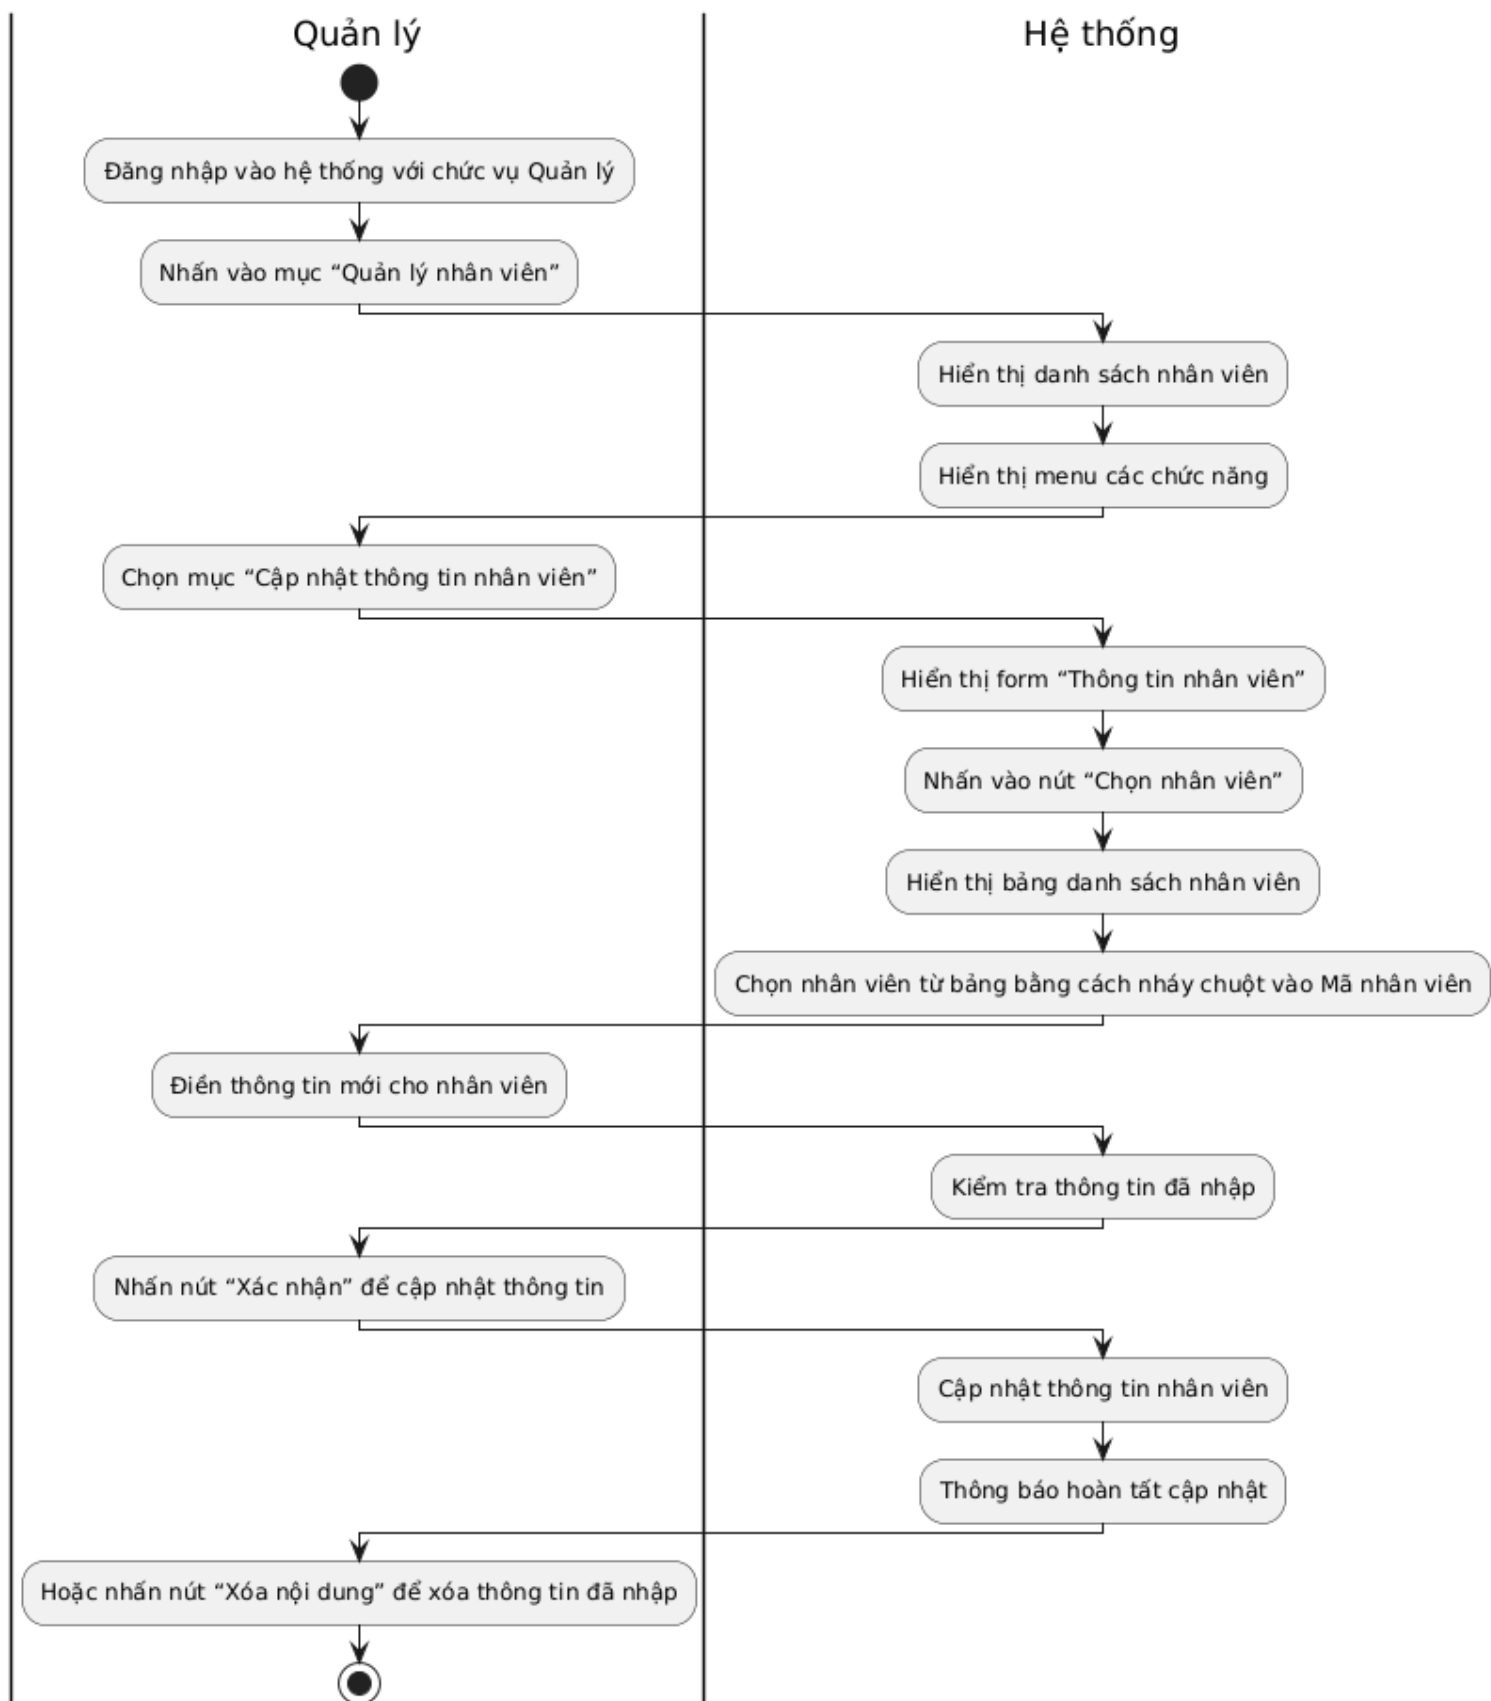 Quản lý
Hệ thống
Đăng nhập vào hệ thống với chức vụ Quản lý
Nhấn vào mục “Quản lý nhân viên”
Hiển thị danh sách nhân viên
Hiển thị menu các chức năng
Chọn mục “Cập nhật thông tin nhân viên”
Hiển thị form “Thông tin nhân viên”
Nhấn vào nút “Chọn nhân viên”
Hiển thị bảng danh sách nhân viên
Chọn nhân viên từ bảng bằng cách nháy chuột vào Mã nhân viên
Điền thông tin mới cho nhân viên
Kiểm tra thông tin đã nhập
Nhấn nút “Xác nhận” để cập nhật thông tin
Cập nhật thông tin nhân viên
Thông báo hoàn tất cập nhật
Hoặc nhấn nút “Xóa nội dung” để xóa thông tin đã nhập